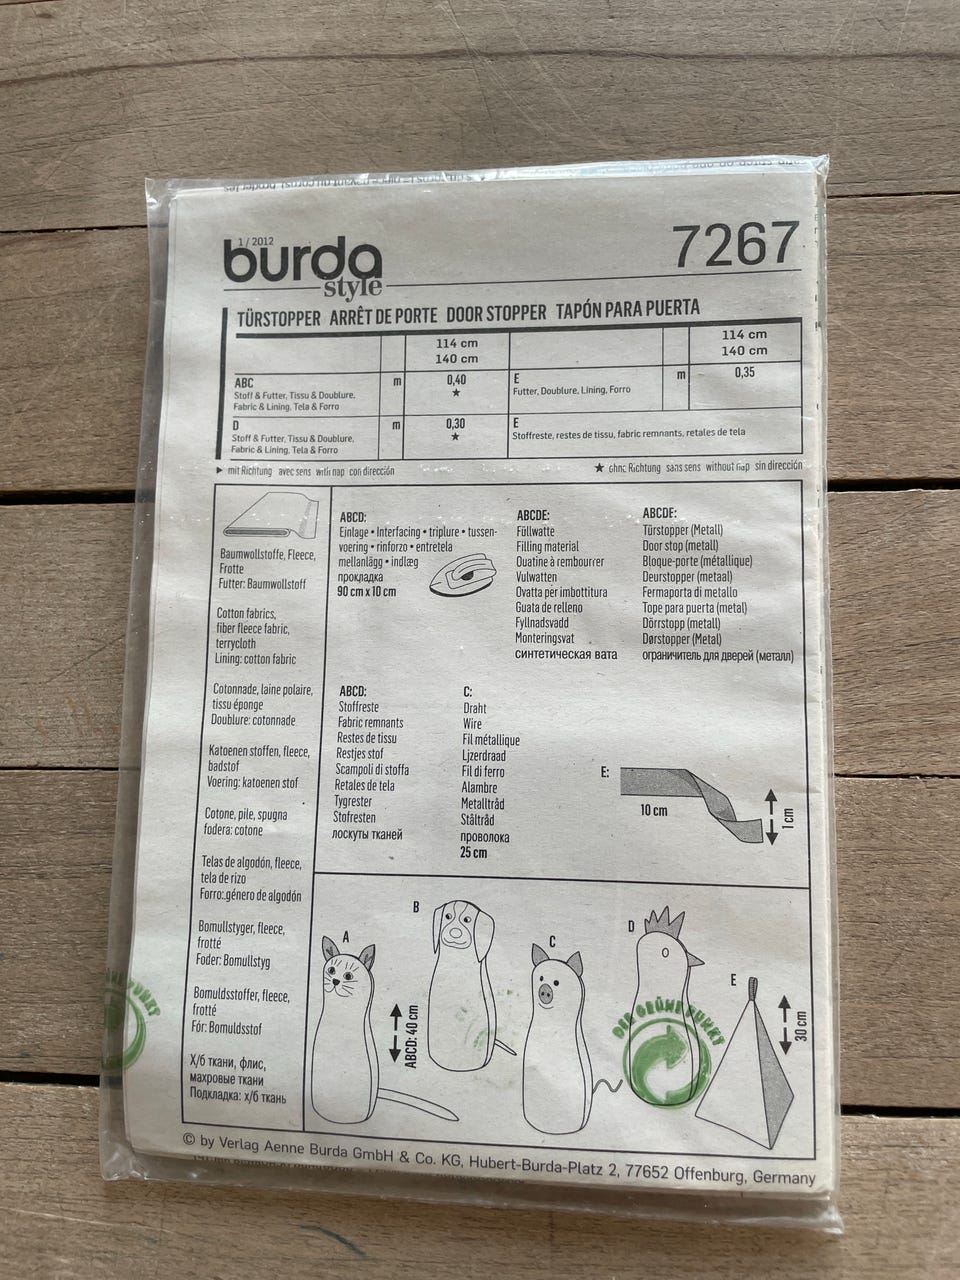 1/2012
burda
style
7267
TÜRSTOPPER ARRÊT DE PORTE DOOR STOPPER TAPÓN PARA PUERTA
114 cm
140 cm
114 cm
140 cm
ABC
Stoff & Futter, Tissu & Doublure,
Fabric & Lining, Tela & Forro
m
0,40
★
E
Futter, Doublure, Lining, Forro
m
0,35
D
Stoff & Futter, Tissu & Doublure,
Fabric & Lining, Tela & Forro
m
0,30
★
E
Stoffreste, restes de tissu, fabric remnants, retales de tela
► mit Richtung avec sens with nap con dirección
★ ohne Richtung sans sens without nap sin dirección
Baumwollstoffe, Fleece,
Frotte
Futter: Baumwollstoff
Cotton fabrics,
fiber fleece fabric,
terrycloth
Lining: cotton fabric
Cotonnade, laine polaire,
tissu éponge
Doublure: cotonnade
Katoenen stoffen, fleece,
badstof
Voering: katoenen stof
Cotone, pile, spugna
fodera: cotone
Telas de algodón, fleece,
tela de rizo
Forro:.género de algodón
Bomullstyger, fleece,
frotté
Foder: Bomullstyg
Bomuldsstoffer, fleece,
frotté
Fór: Bomuldsstof
Х/б ткани, флис,
махровые ткани
Подкладка: х/б ткань
ABCD:
Einlage • Interfacing • triplure • tussen-
voering • rinforzo • entretela
mellanlägg • indlæg
прокладка
90 cm x 10 cm
ABCDE:
Füllwatte
Filling material
Ouatine à rembourrer
Vulwatten
Ovatta per imbottitura
Guata de relleno
Fyllnadsvadd
Monteringsvat
синтетическая вата
ABCDE:
Türstopper (Metall)
Door stop (metall)
Bloque-porte (métallique)
Deurstopper (metaal)
Fermaporta di metallo
Tope para puerta (metal)
Dörrstopp (metall)
Dørstopper (Metal)
ограничитель для дверей (металл)
ABCD:
Stoffreste
Fabric remnants
Restes de tissu
Restjes stof
Scampoli di stoffa
Retales de tela
Tygrester
Stofresten
лоскуты тканей
C:
Draht
Wire
Fil métallique
Ljzerdraad
Fil di ferro
Alambre
Metalltråd
Ståltråd
проволока
25 cm
E:
10 cm
1 cm
A
B
C
D
E
ABCD: 40 cm
30 cm
DER GRÜNE PUNKT
PUNKT
© by Verlag Aenne Burda GmbH & Co. KG, Hubert-Burda-Platz 2, 77652 Offenburg, Germany